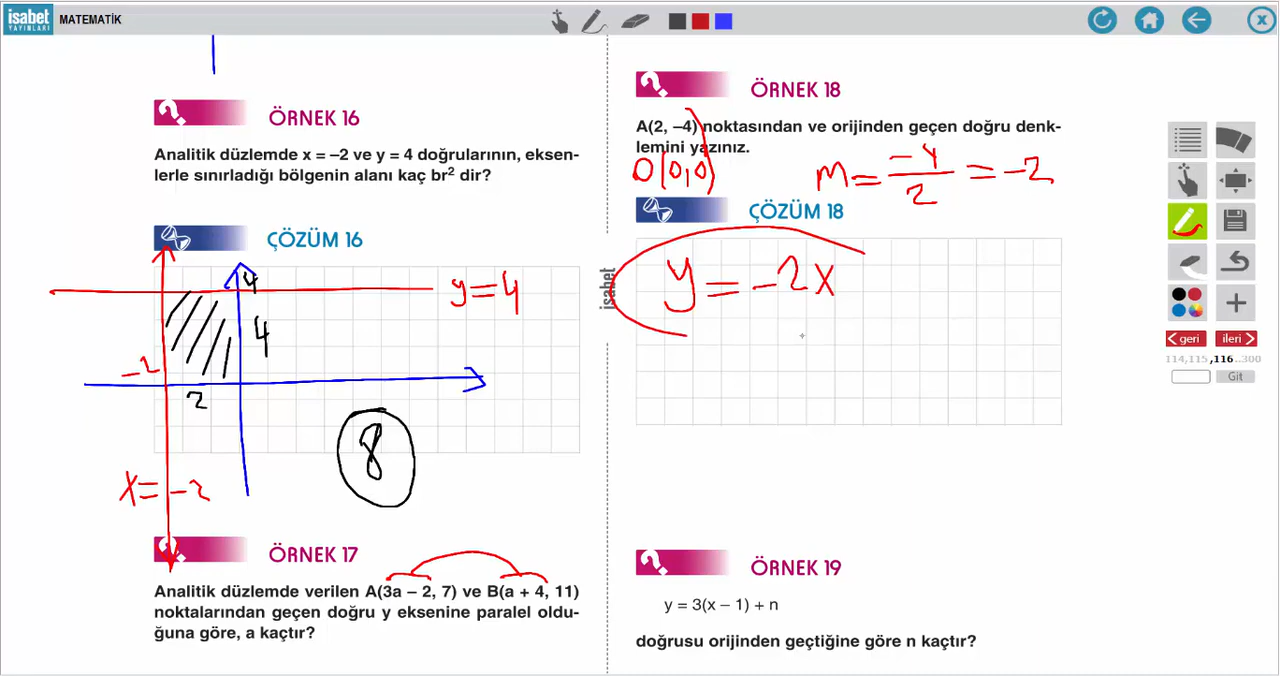 isabet
YAYINLARI
MATEMATİK
ÖRNEK 16
Analitik düzlemde x = –2 ve y = 4 doğrularının, eksen-
lerle sınırladığı bölgenin alanı kaç br² dir?
ÇÖZÜM 16
4
y = 4
4
–2
2
8
x = –2
ÖRNEK 17
Analitik düzlemde verilen A(3a – 2, 7) ve B(a + 4, 11)
noktalarından geçen doğru y eksenine paralel oldu-
ğuna göre, a kaçtır?
isabet
ÖRNEK 18
A(2, –4) noktasından ve orijinden geçen doğru denk-
lemini yazınız.
O(0,0)
m = –4/2 = –2
ÇÖZÜM 18
y = –2x
ÖRNEK 19
y = 3(x – 1) + n
doğrusu orijinden geçtiğine göre n kaçtır?
geri
ileri
114,115,116...300
Git